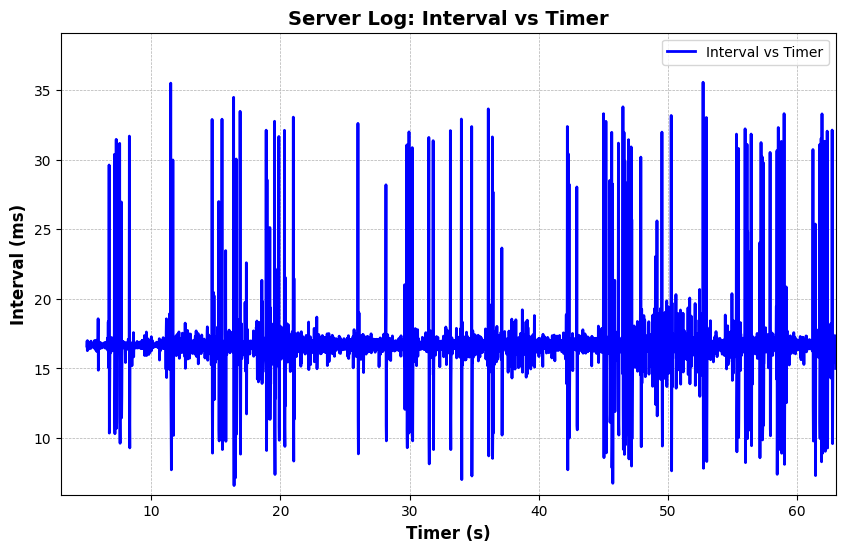 Server Log: Interval vs Timer
Interval vs Timer
Interval (ms)
35
30
25
20
15
10
10 20 30 40 50 60
Timer (s)